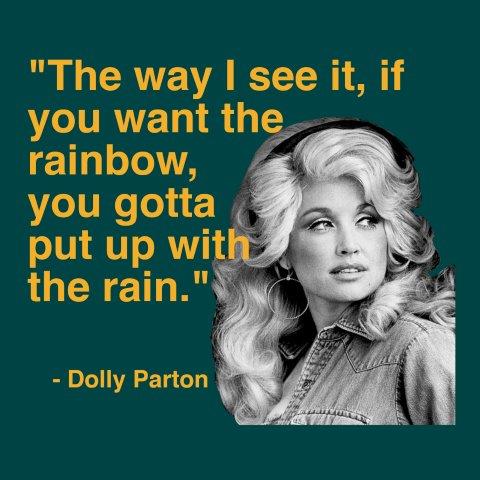 "The way I see it, if
you want the
rainbow,
you gotta
put up with
the rain."
- Dolly Parton